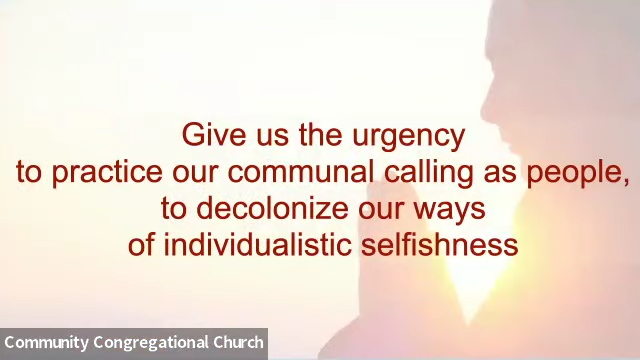 Give us the urgency
to practice our communal calling as people,
to decolonize our ways
of individualistic selfishness
Community Congregational Church